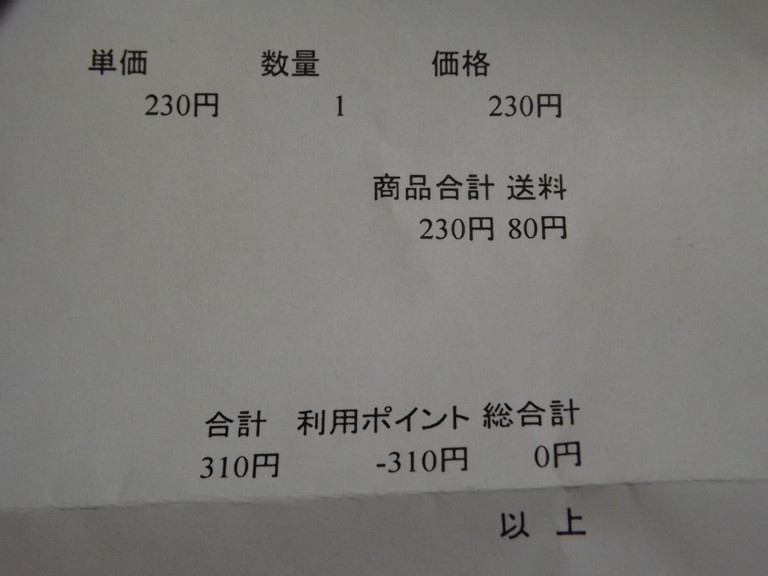 単価 数量 価格
230円 1 230円
商品合計 送料
230円 80円
合計 利用ポイント 総合計
310円 -310円 0円
以 上